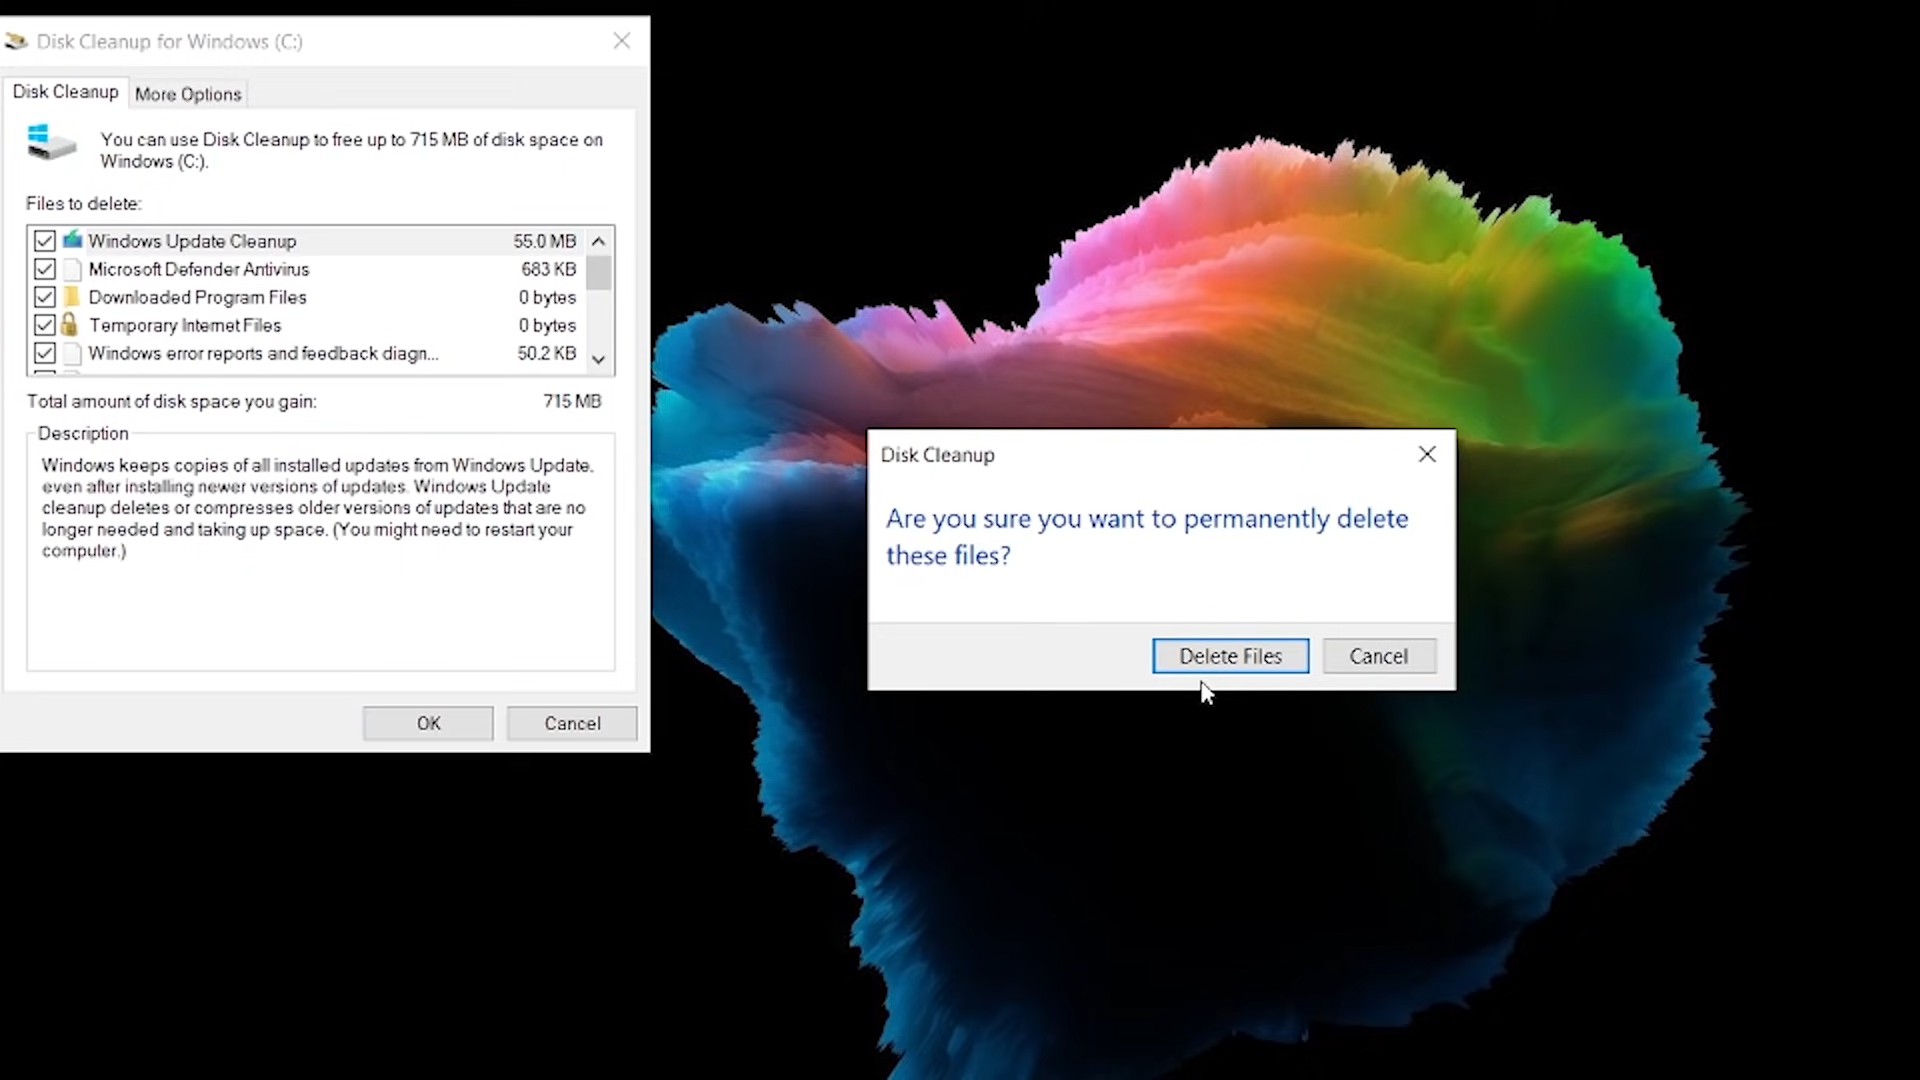 Disk Cleanup for Windows (C:)
Disk Cleanup
More Options
You can use Disk Cleanup to free up to 715 MB of disk space on
Windows (C:).
Files to delete:
Windows Update Cleanup 55.0 MB
Microsoft Defender Antivirus 683 KB
Downloaded Program Files 0 bytes
Temporary Internet Files 0 bytes
Windows error reports and feedback diagn... 50.2 KB
Total amount of disk space you gain: 715 MB
Description
Windows keeps copies of all installed updates from Windows Update,
even after installing newer versions of updates. Windows Update
cleanup deletes or compresses older versions of updates that are no
longer needed and taking up space. (You might need to restart your
computer.)
OK
Cancel
Disk Cleanup
Are you sure you want to permanently delete
these files?
Delete Files
Cancel